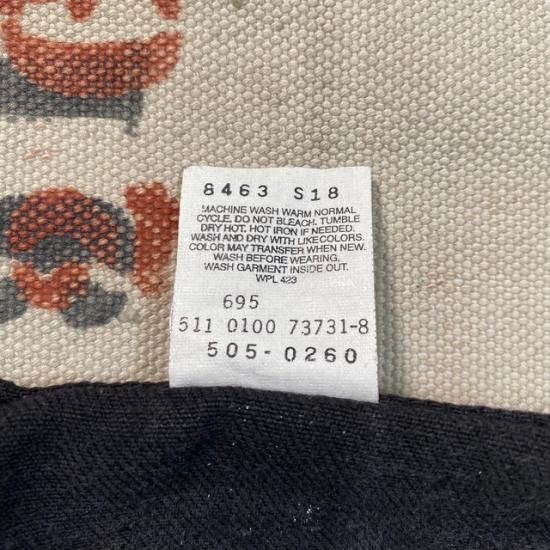 8463 S18
MACHINE WASH WARM NORMAL
CYCLE. DO NOT BLEACH. TUMBLE
DRY HOT. HOT IRON IF NEEDED.
WASH AND DRY WITH LIKECOLORS.
COLOR MAY TRANSFER WHEN NEW.
WASH BEFORE WEARING.
WASH GARMENT INSIDE OUT.
WPL 423
695
511 0100 73731-8
505-0260